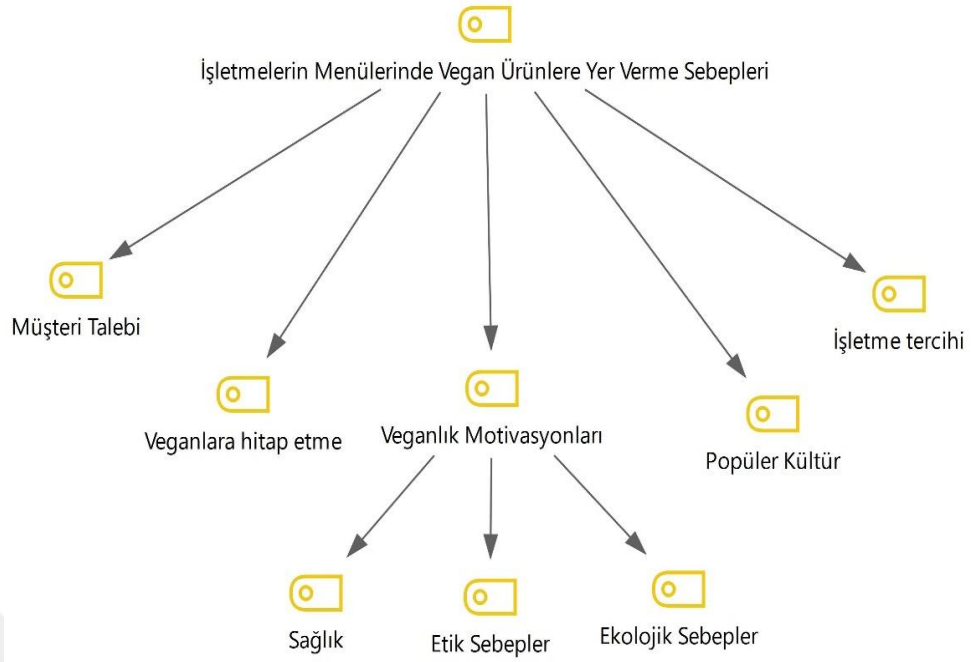 İşletmelerin Menülerinde Vegan Ürünlere Yer Verme Sebepleri
Müşteri Talebi
İşletme tercihi
Veganlara hitap etme
Veganlık Motivasyonları
Popüler Kültür
Sağlık
Etik Sebepler
Ekolojik Sebepler